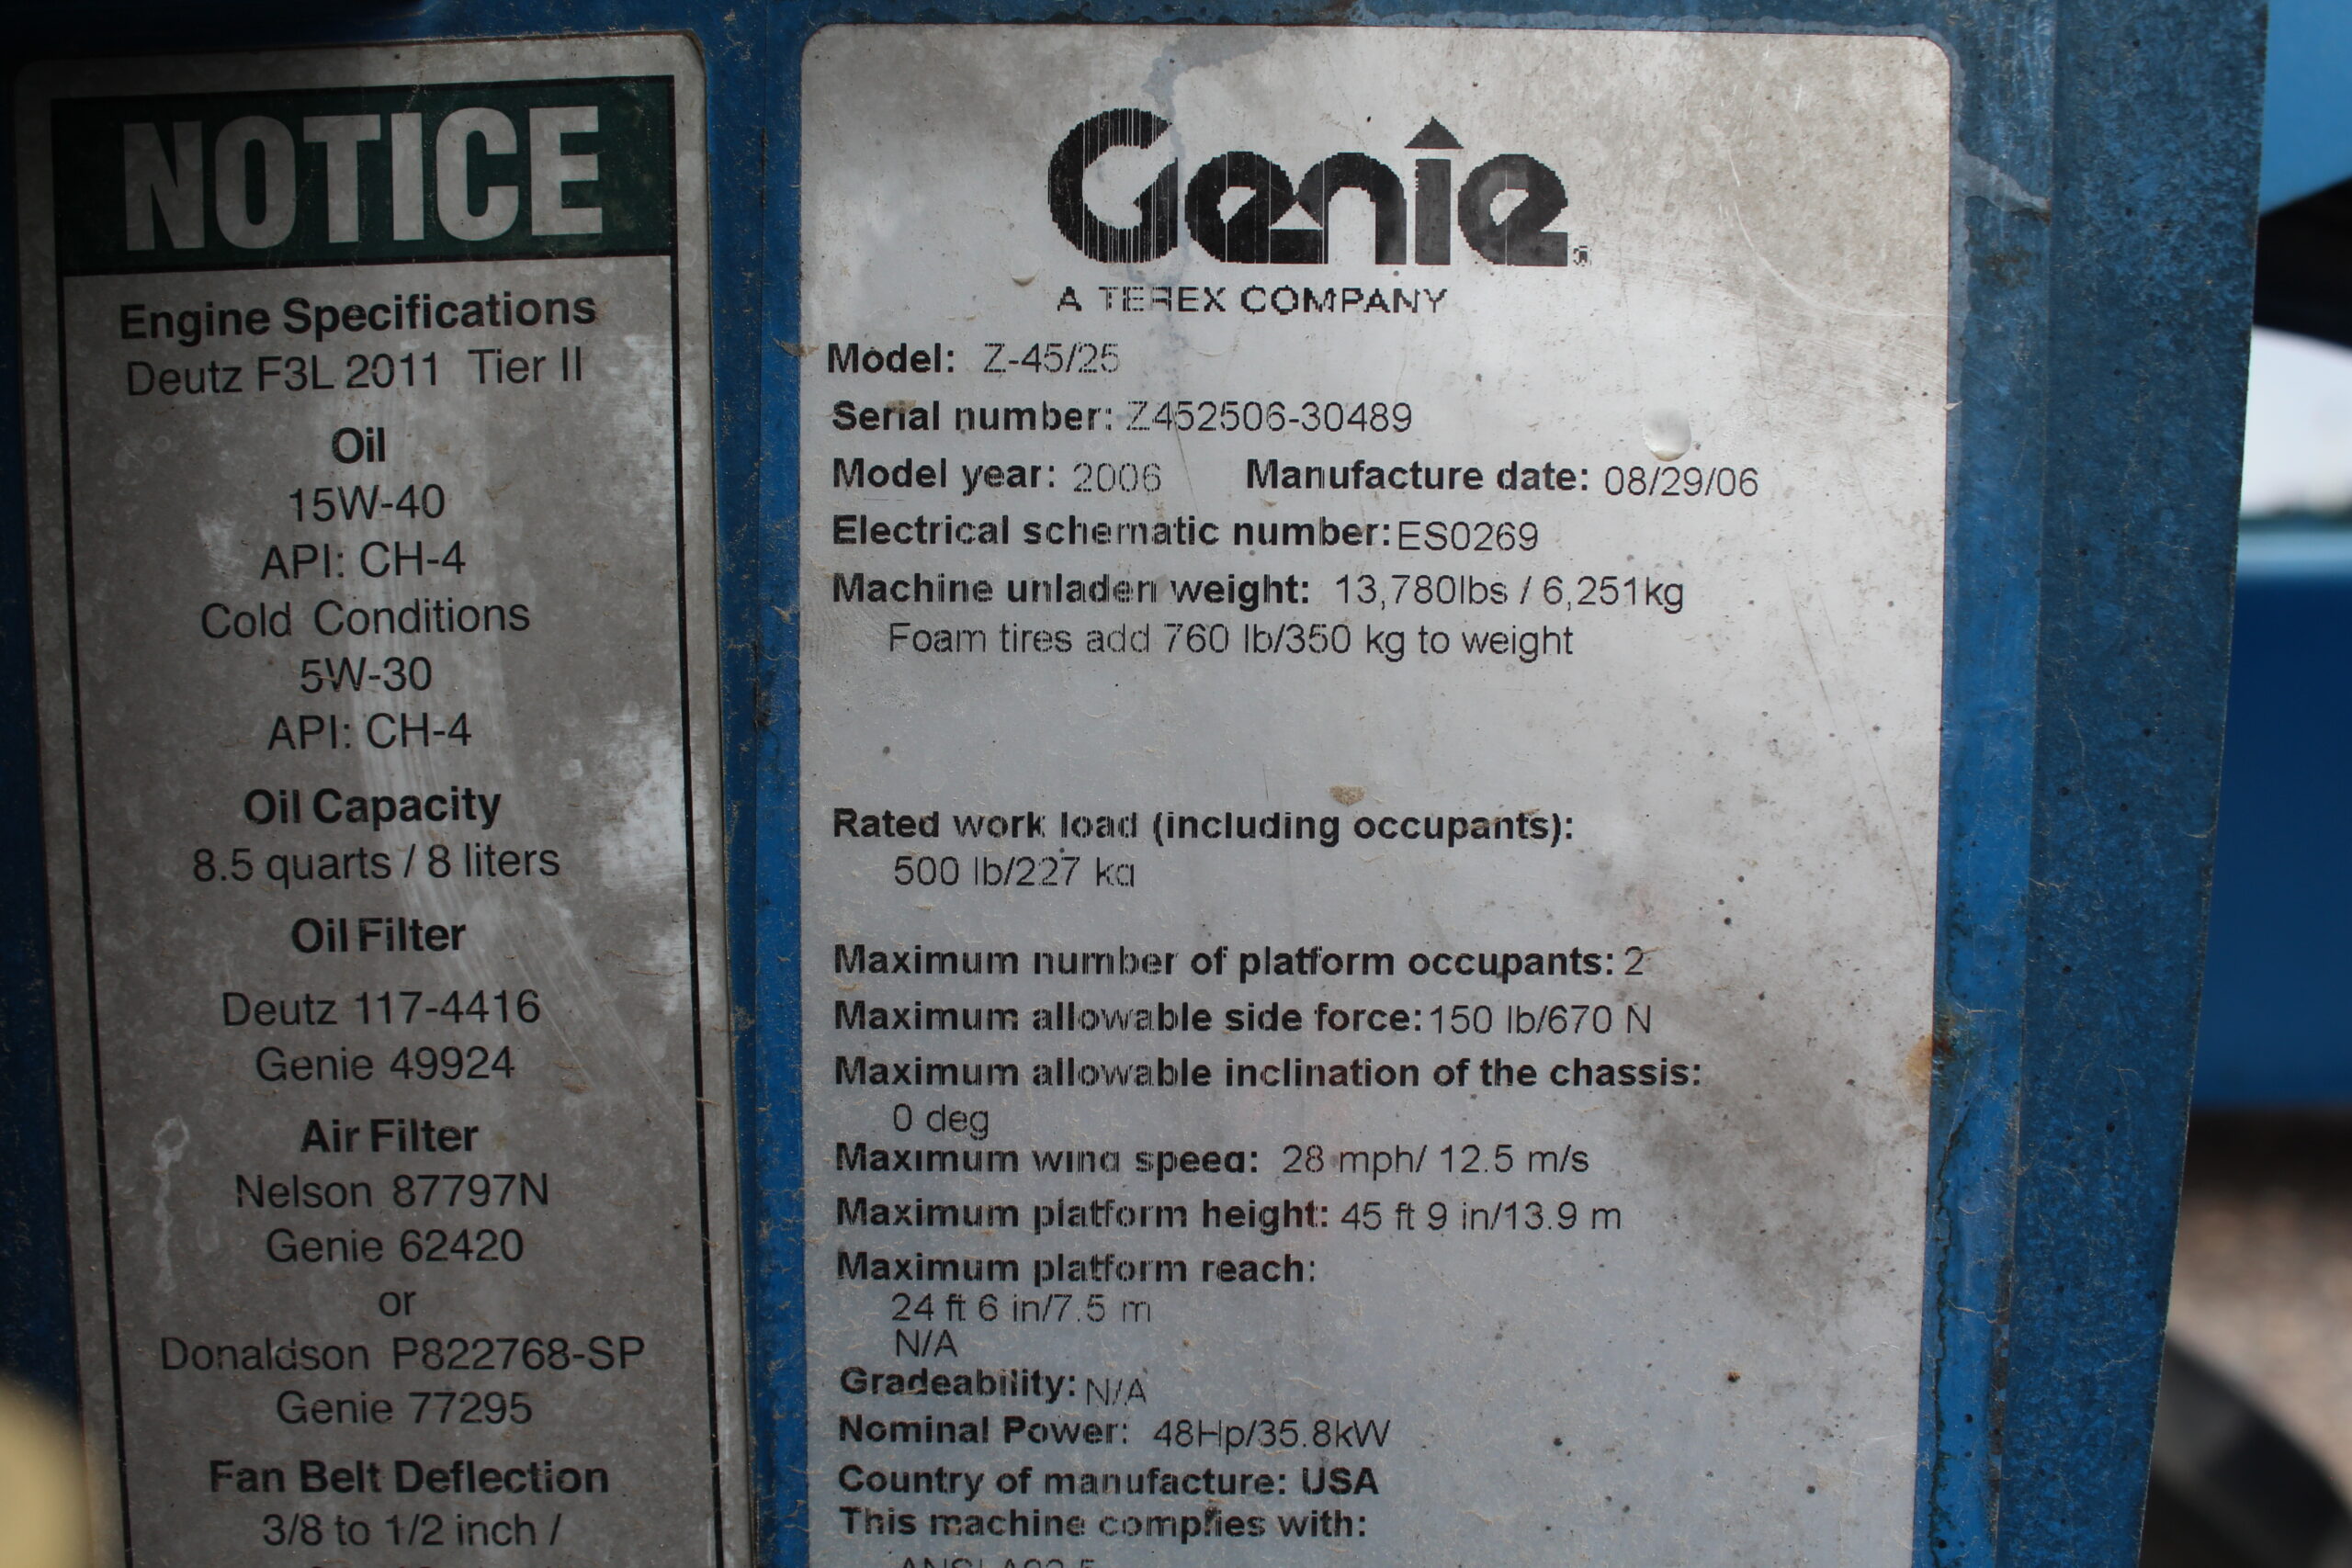 NOTICE
Engine Specifications
Deutz F3L 2011 Tier II
Oil
15W-40
API: CH-4
Cold Conditions
5W-30
API: CH-4
Oil Capacity
8.5 quarts / 8 liters
Oil Filter
Deutz 117-4416
Genie 49924
Air Filter
Nelson 87797N
Genie 62420
or
Donaldson P822768-SP
Genie 77295
Fan Belt Deflection
3/8 to 1/2 inch /
Genie®
A TEREX COMPANY
Model: Z-45/25
Serial number: Z452506-30489
Model year: 2006 Manufacture date: 08/29/06
Electrical schematic number: ES0269
Machine unladen weight: 13,780lbs / 6,251kg
Foam tires add 760 lb/350 kg to weight
Rated work load (including occupants):
500 lb/227 kg
Maximum number of platform occupants: 2
Maximum allowable side force: 150 lb/670 N
Maximum allowable inclination of the chassis:
0 deg
Maximum wind speed: 28 mph/ 12.5 m/s
Maximum platform height: 45 ft 9 in/13.9 m
Maximum platform reach:
24 ft 6 in/7.5 m
N/A
Gradeability: N/A
Nominal Power: 48Hp/35.8kW
Country of manufacture: USA
This machine complies with: